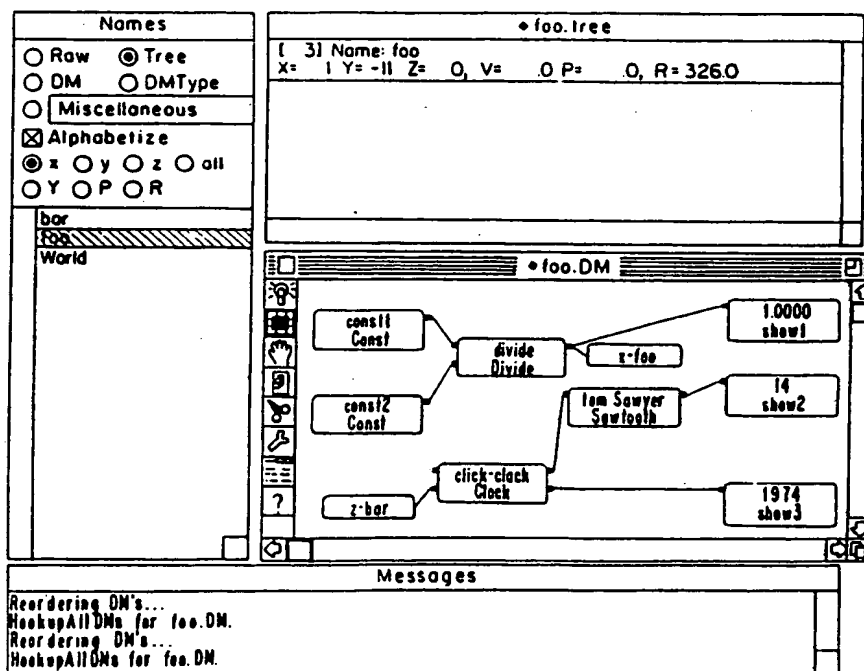 Names
Raw Tree
DM DMType
Miscellaneous
Alphabetize
x y z all
Y P R
bar
foo
World
foo.tree
[ 3] Name: foo
X= 1 Y= -11 Z= 0, V= .0 P= .0, R= 326.0
foo.DM
const1
Const
const2
Const
divide
Divide
x-foo
1.0000
show1
tom Sawyer
Sawtooth
14
show2
click-clack
Clock
z-bar
1974
show3
?
Messages
Reordering DM's...
HookupAllDMs for foo.DM.
Reordering DM's...
HookupAllDMs for foo.DM.